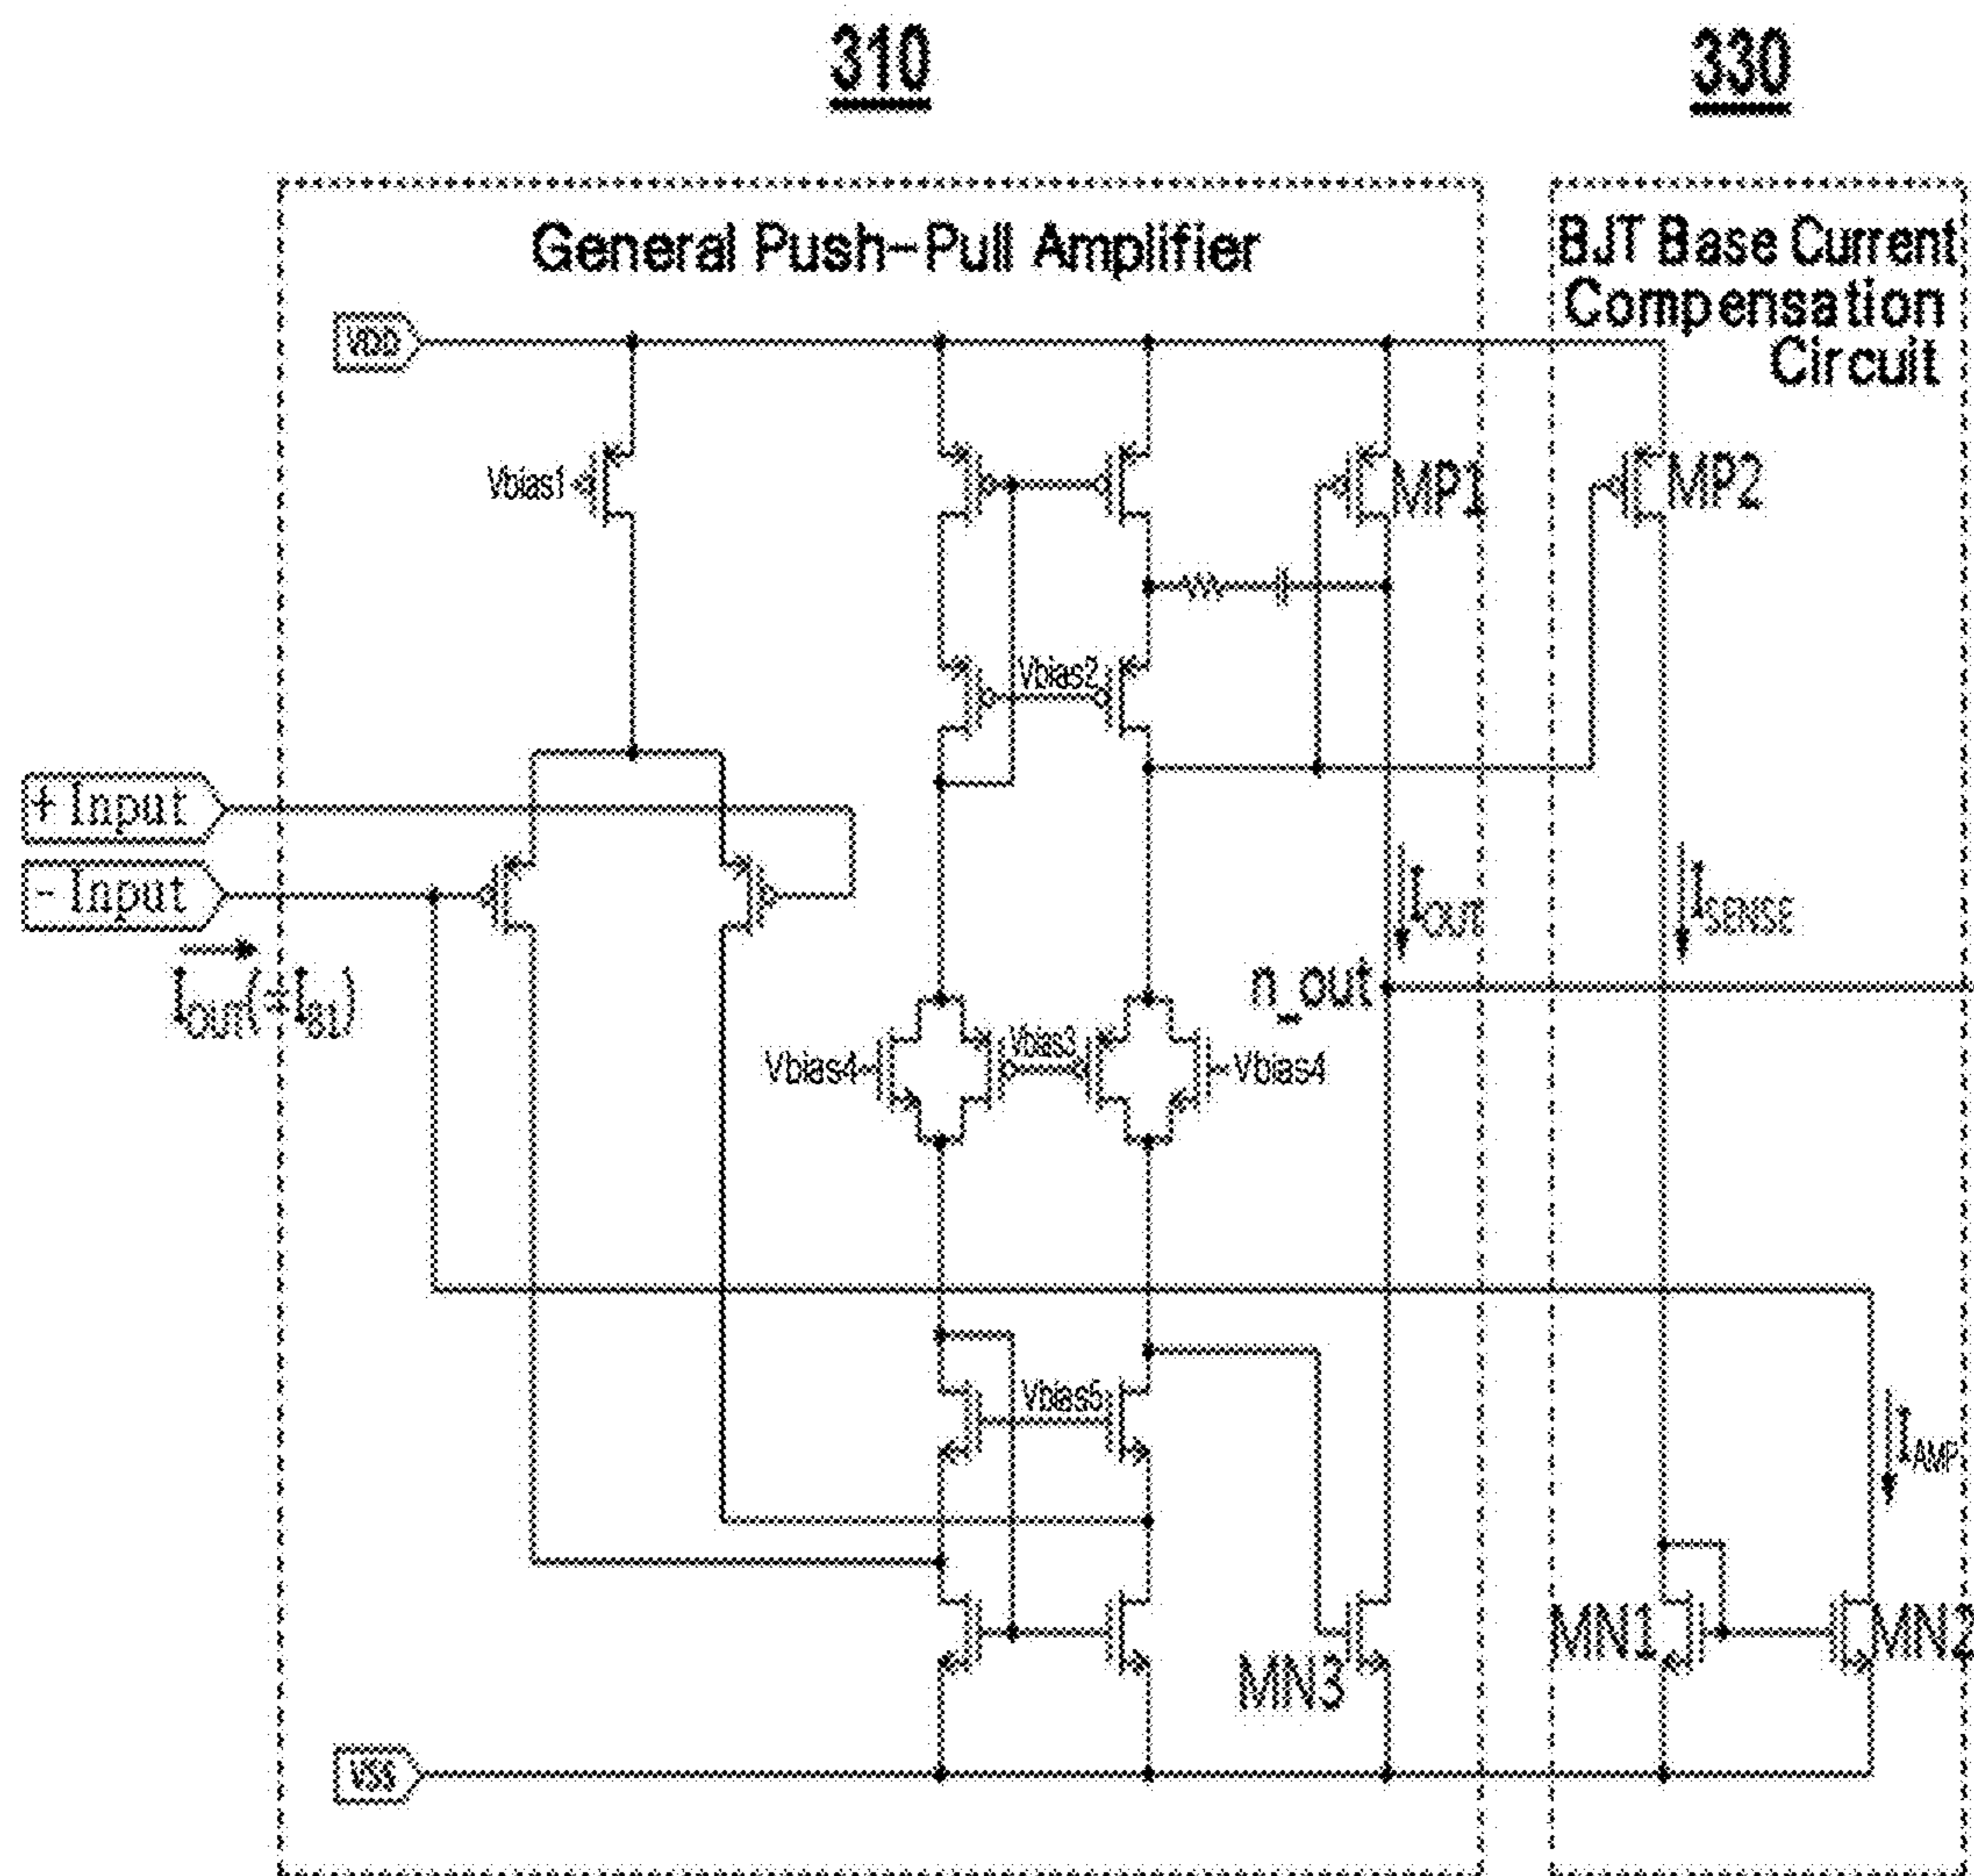 310
330
General Push-Pull Amplifier
BJT Base Current
Compensation
Circuit
VDD
Vbias1
MP1
MP2
Vbias2
+ Input
- Input
IOUT
ISENSE
n_out
IOUT(≒IB1)
Vbias4
Vbias3
Vbias4
Vbias5
IAMP
MN1
MN2
MN3
VSS